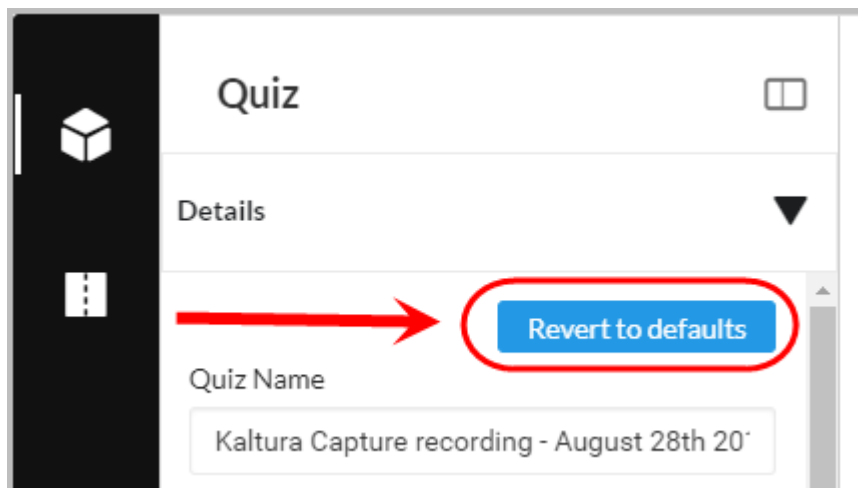 Quiz
Details
Revert to defaults
Quiz Name
Kaltura Capture recording - August 28th 20